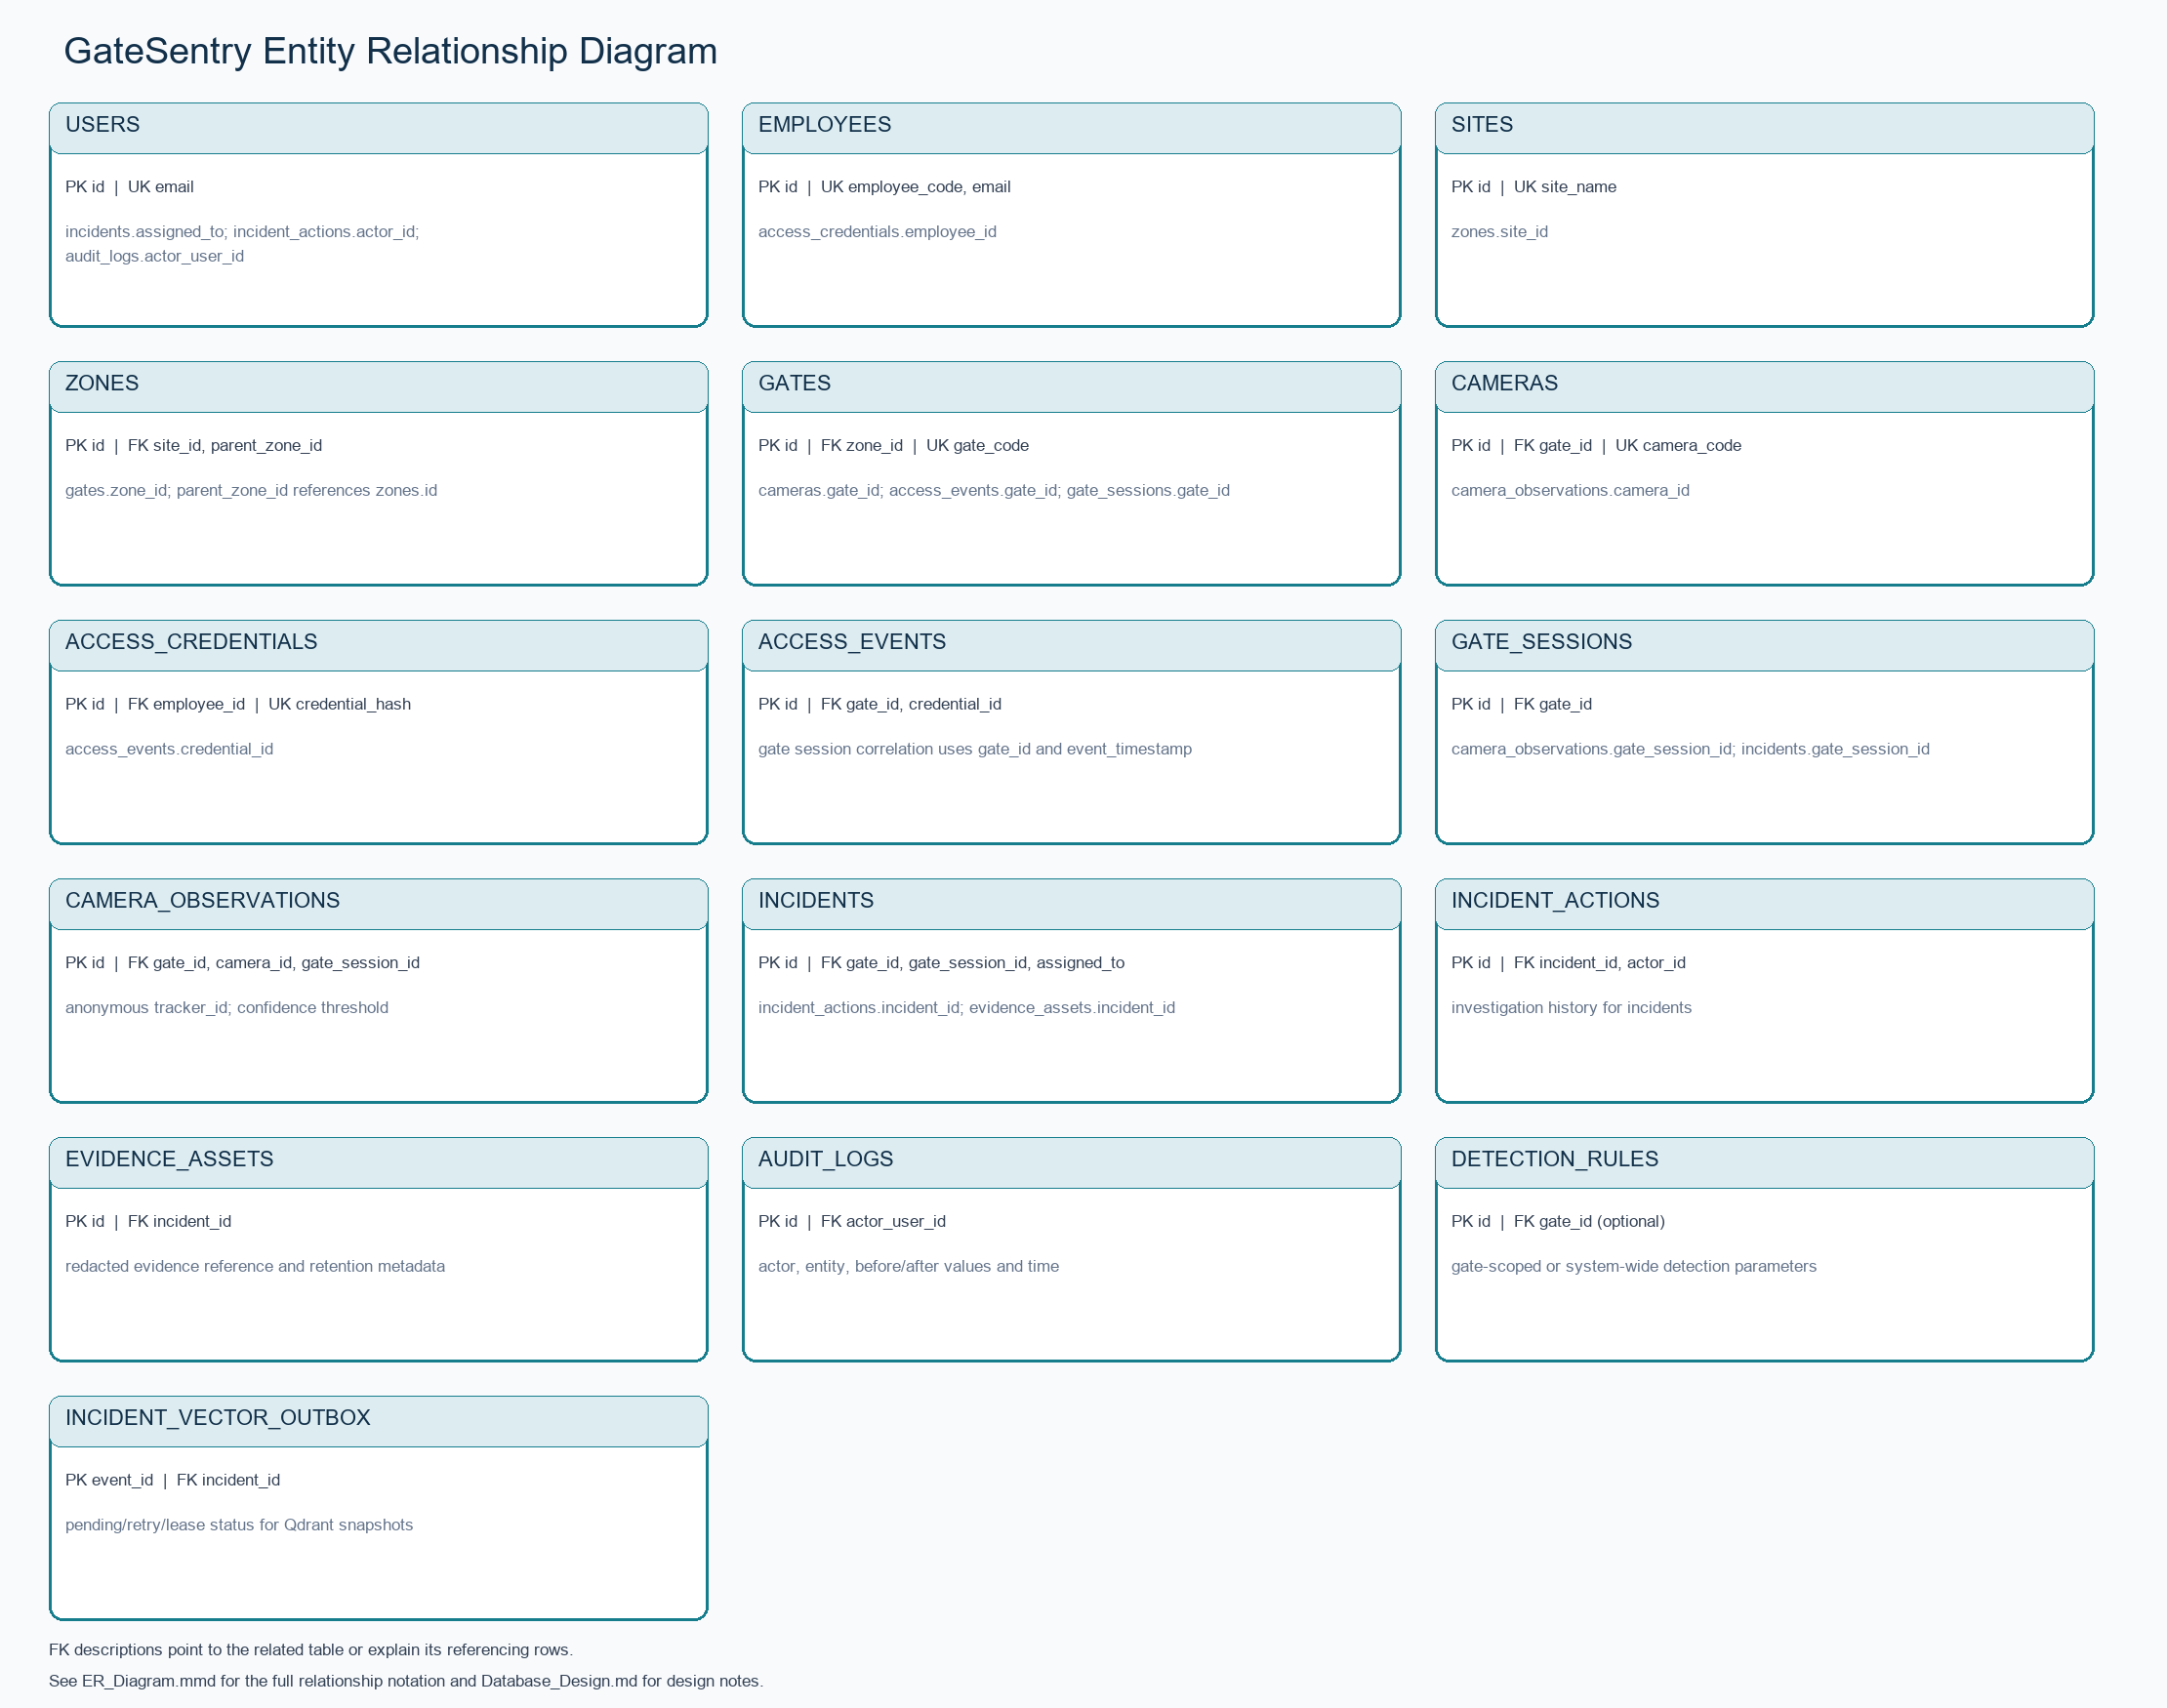 GateSentry Entity Relationship Diagram
USERS
PK id | UK email
incidents.assigned_to; incident_actions.actor_id;
audit_logs.actor_user_id
EMPLOYEES
PK id | UK employee_code, email
access_credentials.employee_id
SITES
PK id | UK site_name
zones.site_id
ZONES
PK id | FK site_id, parent_zone_id
gates.zone_id; parent_zone_id references zones.id
GATES
PK id | FK zone_id | UK gate_code
cameras.gate_id; access_events.gate_id; gate_sessions.gate_id
CAMERAS
PK id | FK gate_id | UK camera_code
camera_observations.camera_id
ACCESS_CREDENTIALS
PK id | FK employee_id | UK credential_hash
access_events.credential_id
ACCESS_EVENTS
PK id | FK gate_id, credential_id
gate session correlation uses gate_id and event_timestamp
GATE_SESSIONS
PK id | FK gate_id
camera_observations.gate_session_id; incidents.gate_session_id
CAMERA_OBSERVATIONS
PK id | FK gate_id, camera_id, gate_session_id
anonymous tracker_id; confidence threshold
INCIDENTS
PK id | FK gate_id, gate_session_id, assigned_to
incident_actions.incident_id; evidence_assets.incident_id
INCIDENT_ACTIONS
PK id | FK incident_id, actor_id
investigation history for incidents
EVIDENCE_ASSETS
PK id | FK incident_id
redacted evidence reference and retention metadata
AUDIT_LOGS
PK id | FK actor_user_id
actor, entity, before/after values and time
DETECTION_RULES
PK id | FK gate_id (optional)
gate-scoped or system-wide detection parameters
INCIDENT_VECTOR_OUTBOX
PK event_id | FK incident_id
pending/retry/lease status for Qdrant snapshots
FK descriptions point to the related table or explain its referencing rows.
See ER_Diagram.mmd for the full relationship notation and Database_Design.md for design notes.